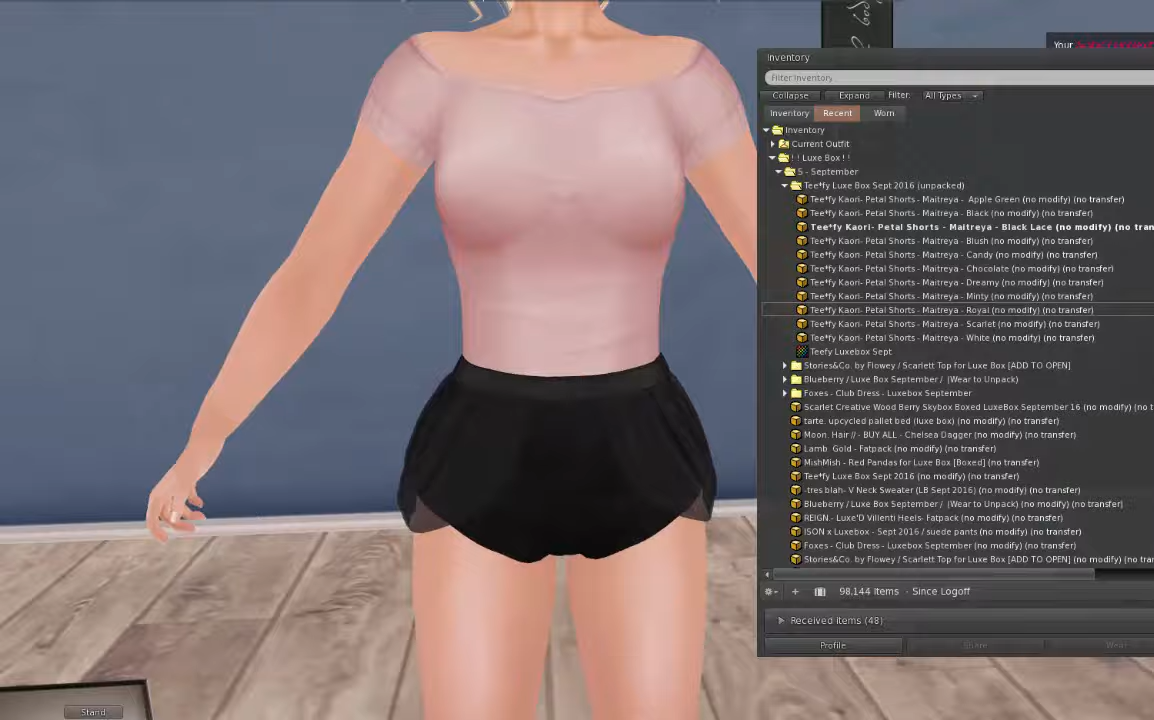 body
Your
Inventory
Filter Inventory
Collapse Expand Filter: All Types
Inventory Recent Worn
Inventory
Current Outfit
! ! Luxe Box ! !
S - September
Tee*fy Luxe Box Sept 2016 (unpacked)
Tee*fy Kaori- Petal Shorts - Maitreya - Apple Green (no modify) (no transfer)
Tee*fy Kaori- Petal Shorts - Maitreya - Black (no modify) (no transfer)
Tee*fy Kaori- Petal Shorts - Maitreya - Black Lace (no modify) (no tran
Tee*fy Kaori- Petal Shorts - Maitreya - Blush (no modify) (no transfer)
Tee*fy Kaori- Petal Shorts - Maitreya - Candy (no modify) (no transfer)
Tee*fy Kaori- Petal Shorts - Maitreya - Chocolate (no modify) (no transfer)
Tee*fy Kaori- Petal Shorts - Maitreya - Dreamy (no modify) (no transfer)
Tee*fy Kaori- Petal Shorts - Maitreya - Minty (no modify) (no transfer)
Tee*fy Kaori- Petal Shorts - Maitreya - Royal (no modify) (no transfer)
Tee*fy Kaori- Petal Shorts - Maitreya - Scarlet (no modify) (no transfer)
Tee*fy Kaori- Petal Shorts - Maitreya - White (no modify) (no transfer)
Teefy Luxebox Sept
Stories&Co. by Flowey / Scarlett Top for Luxe Box [ADD TO OPEN]
Blueberry / Luxe Box September / (Wear to Unpack)
Foxes - Club Dress - Luxebox September
Scarlet Creative Wood Berry Skybox Boxed LuxeBox September 16 (no modify) (no t
tarte. upcycled pallet bed (luxe box) (no modify) (no transfer)
Moon. Hair // - BUY ALL - Chelsea Dagger (no modify) (no transfer)
Lamb. Gold - Fatpack (no modify) (no transfer)
MishMish - Red Pandas for Luxe Box [Boxed] (no transfer)
Tee*fy Luxe Box Sept 2016 (no modify) (no transfer)
-tres blah- V Neck Sweater (LB Sept 2016) (no modify) (no transfer)
Blueberry / Luxe Box September / (Wear to Unpack) (no modify) (no transfer)
REIGN.- Luxe'D Villenti Heels- Fatpack (no modify) (no transfer)
ISON x Luxebox - Sept 2016 / suede pants (no modify) (no transfer)
Foxes - Club Dress - Luxebox September (no modify) (no transfer)
Stories&Co. by Flowey / Scarlett Top for Luxe Box [ADD TO OPEN] (no modify) (no tran
98,144 Items - Since Logoff
Received Items (48)
Profile Share Wear
Stand